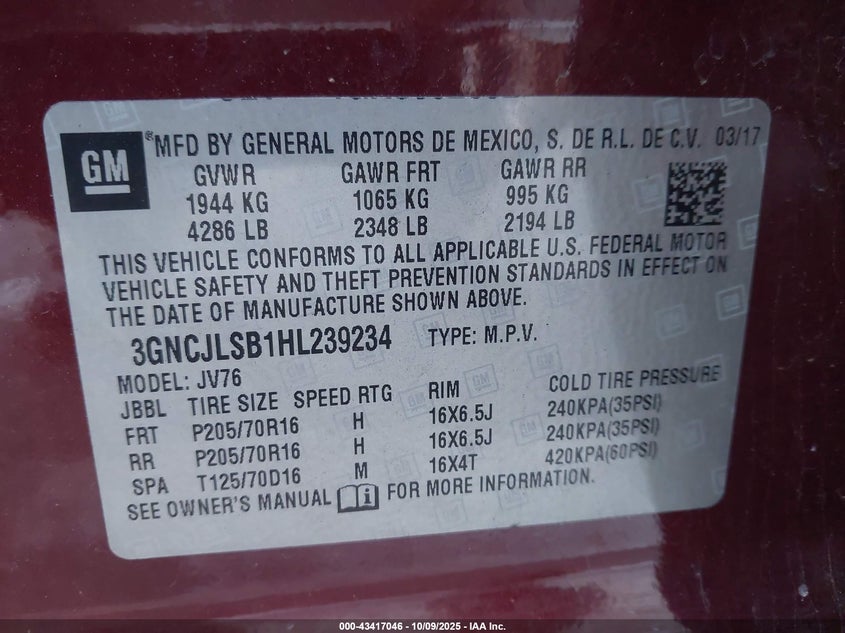 GM
®MFD BY GENERAL MOTORS DE MEXICO, S. DE R.L. DE C.V. 03/17
GVWR GAWR FRT GAWR RR
1944 KG 1065 KG 995 KG
4286 LB 2348 LB 2194 LB
THIS VEHICLE CONFORMS TO ALL APPLICABLE U.S. FEDERAL MOTOR
VEHICLE SAFETY AND THEFT PREVENTION STANDARDS IN EFFECT ON
THE DATE OF MANUFACTURE SHOWN ABOVE.
3GNCJLSB1HL239234 TYPE: M.P.V.
MODEL: JV76
JBBL TIRE SIZE SPEED RTG RIM COLD TIRE PRESSURE
FRT P205/70R16 H 16X6.5J 240KPA(35PSI)
RR P205/70R16 H 16X6.5J 240KPA(35PSI)
SPA T125/70D16 M 16X4T 420KPA(60PSI)
SEE OWNER'S MANUAL FOR MORE INFORMATION.
000-43417046 - 10/09/2025 - IAA Inc.